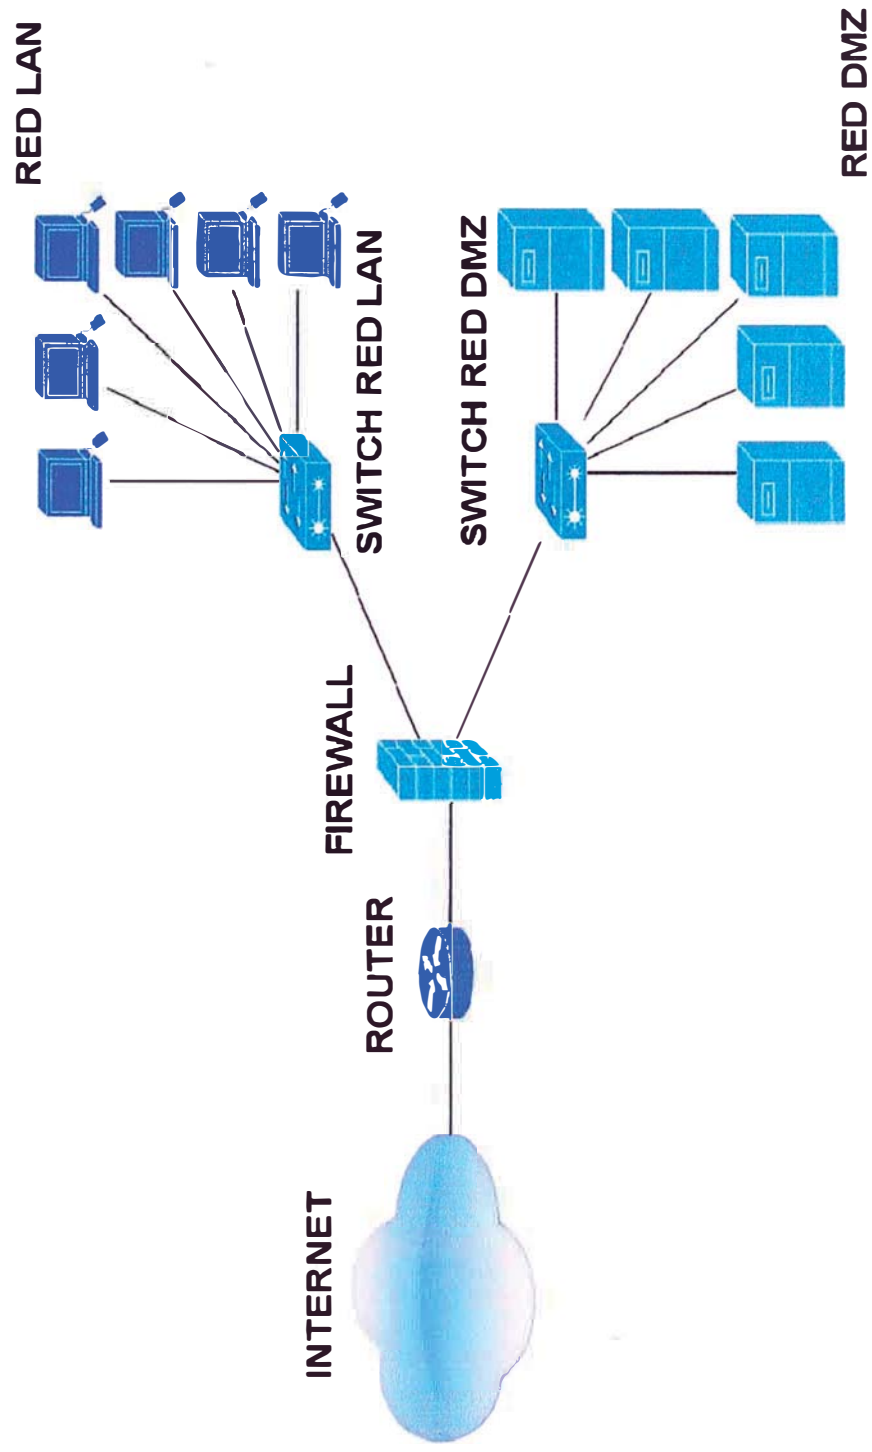 INTERNET
ROUTER
FIREWALL
SWITCH RED LAN
RED LAN
SWITCH RED DMZ
RED DMZ